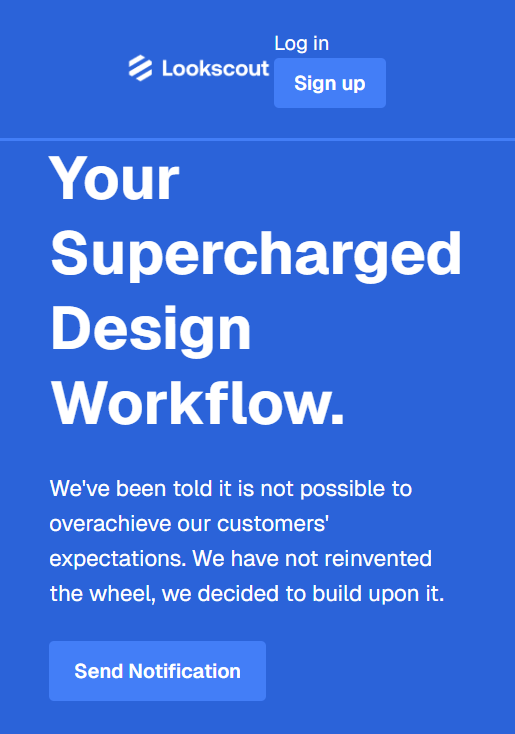 Log in
Lookscout
Sign up
Your
Supercharged
Design
Workflow.
We've been told it is not possible to
overachieve our customers'
expectations. We have not reinvented
the wheel, we decided to build upon it.
Send Notification